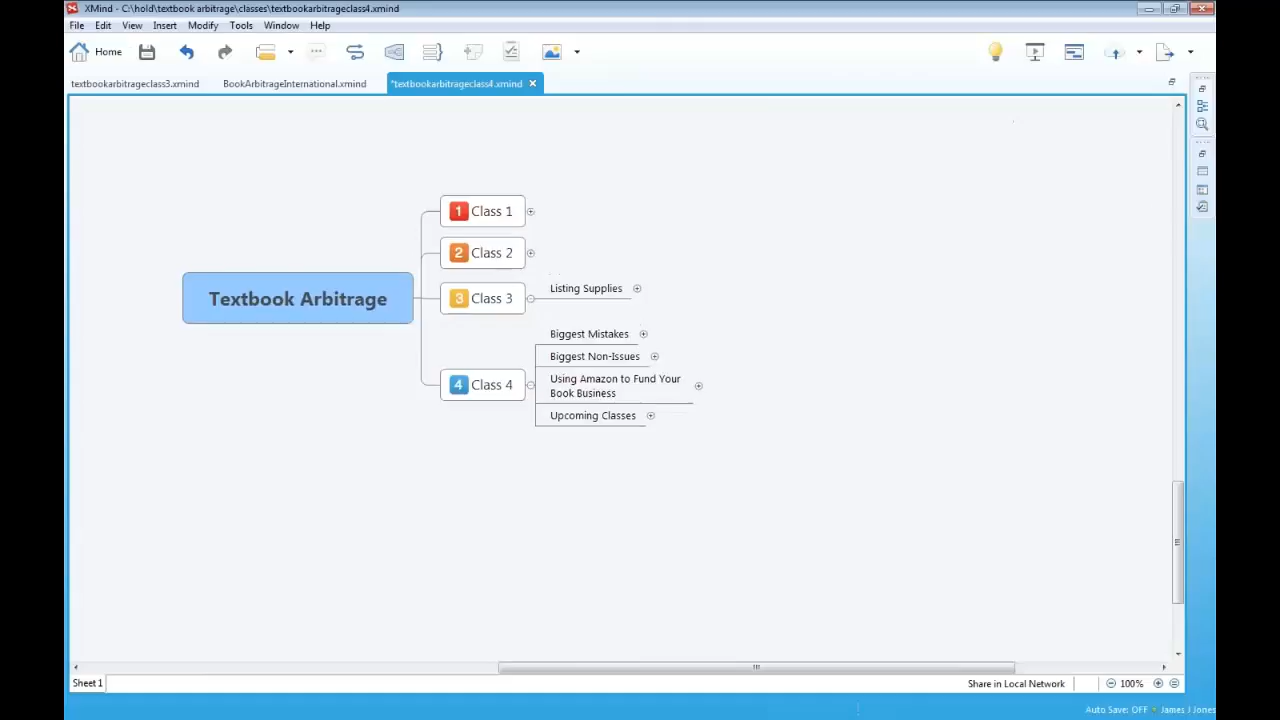 XMind - C:\hold\textbook arbitrage\classes\textbookarbitrageclass4.xmind
File Edit View Insert Modify Tools Window Help
Home
textbookarbitrageclass3.xmind BookArbitrageInternational.xmind *textbookarbitrageclass4.xmind
1 Class 1
2 Class 2
Textbook Arbitrage
3 Class 3
Listing Supplies
4 Class 4
Biggest Mistakes
Biggest Non-Issues
Using Amazon to Fund Your
Book Business
Upcoming Classes
Sheet 1
Share in Local Network
100%
Auto Save: OFF
James J Jones